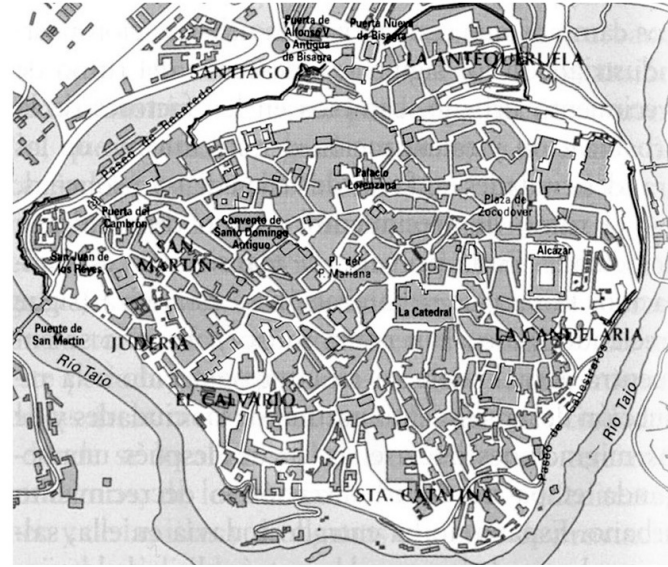 Puerta de
Alfonso V
o Antigua
de Bisagra
Puerta Nueva
de Bisagra
SANTIAGO
LA ANTEQUERUELA
Paseo de Recaredo
Palacio
Lorenzana
Plaza de
Zocodover
Puerta del
Cambrón
Convente de
Santo Domingo
Antiguo
SAN
MARTÍN
San Juan de
los Reyes
Pl. del
P. Mariana
Alcázar
La Catedral
Puente de
San Martín
JUDERÍA
LA CANDELARIA
Río Tajo
EL CALVARIO
Paseo de Cabestreros
Río Tajo
STA. CATALINA